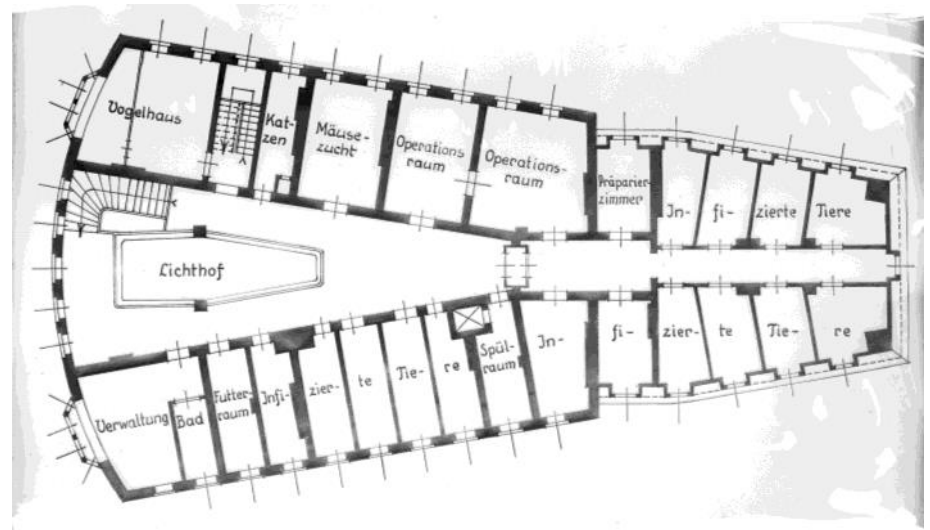 Vogelhaus
Kat-
zen
Mäuse-
zucht
Operations
raum
Operations-
raum
Präparier-
zimmer
In-
fi-
zierte
Tiere
Lichthof
Verwaltung
Bad
Futter-
raum
Infi-
zier-
te
Tie-
re
Spül-
raum
In-
fi-
zier-
te
Tie-
re